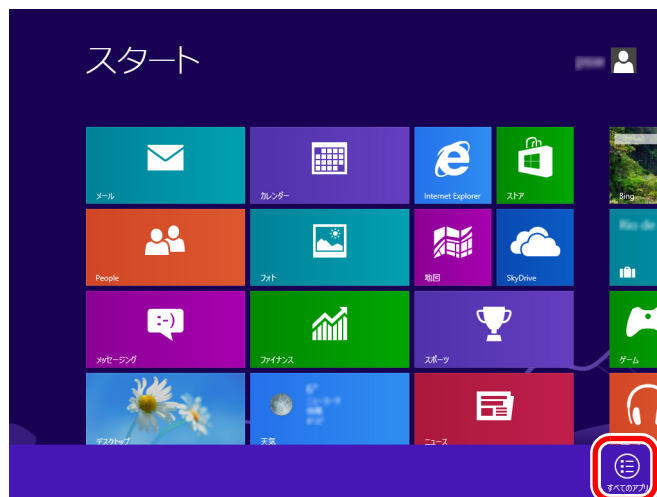 スタート
メール
カレンダー
Internet Explorer
ストア
Bing
People
フォト
地図
SkyDrive
メッセージング
ファイナンス
スポーツ
ゲーム
デスクトップ
天気
ニュース
すべてのアプリ